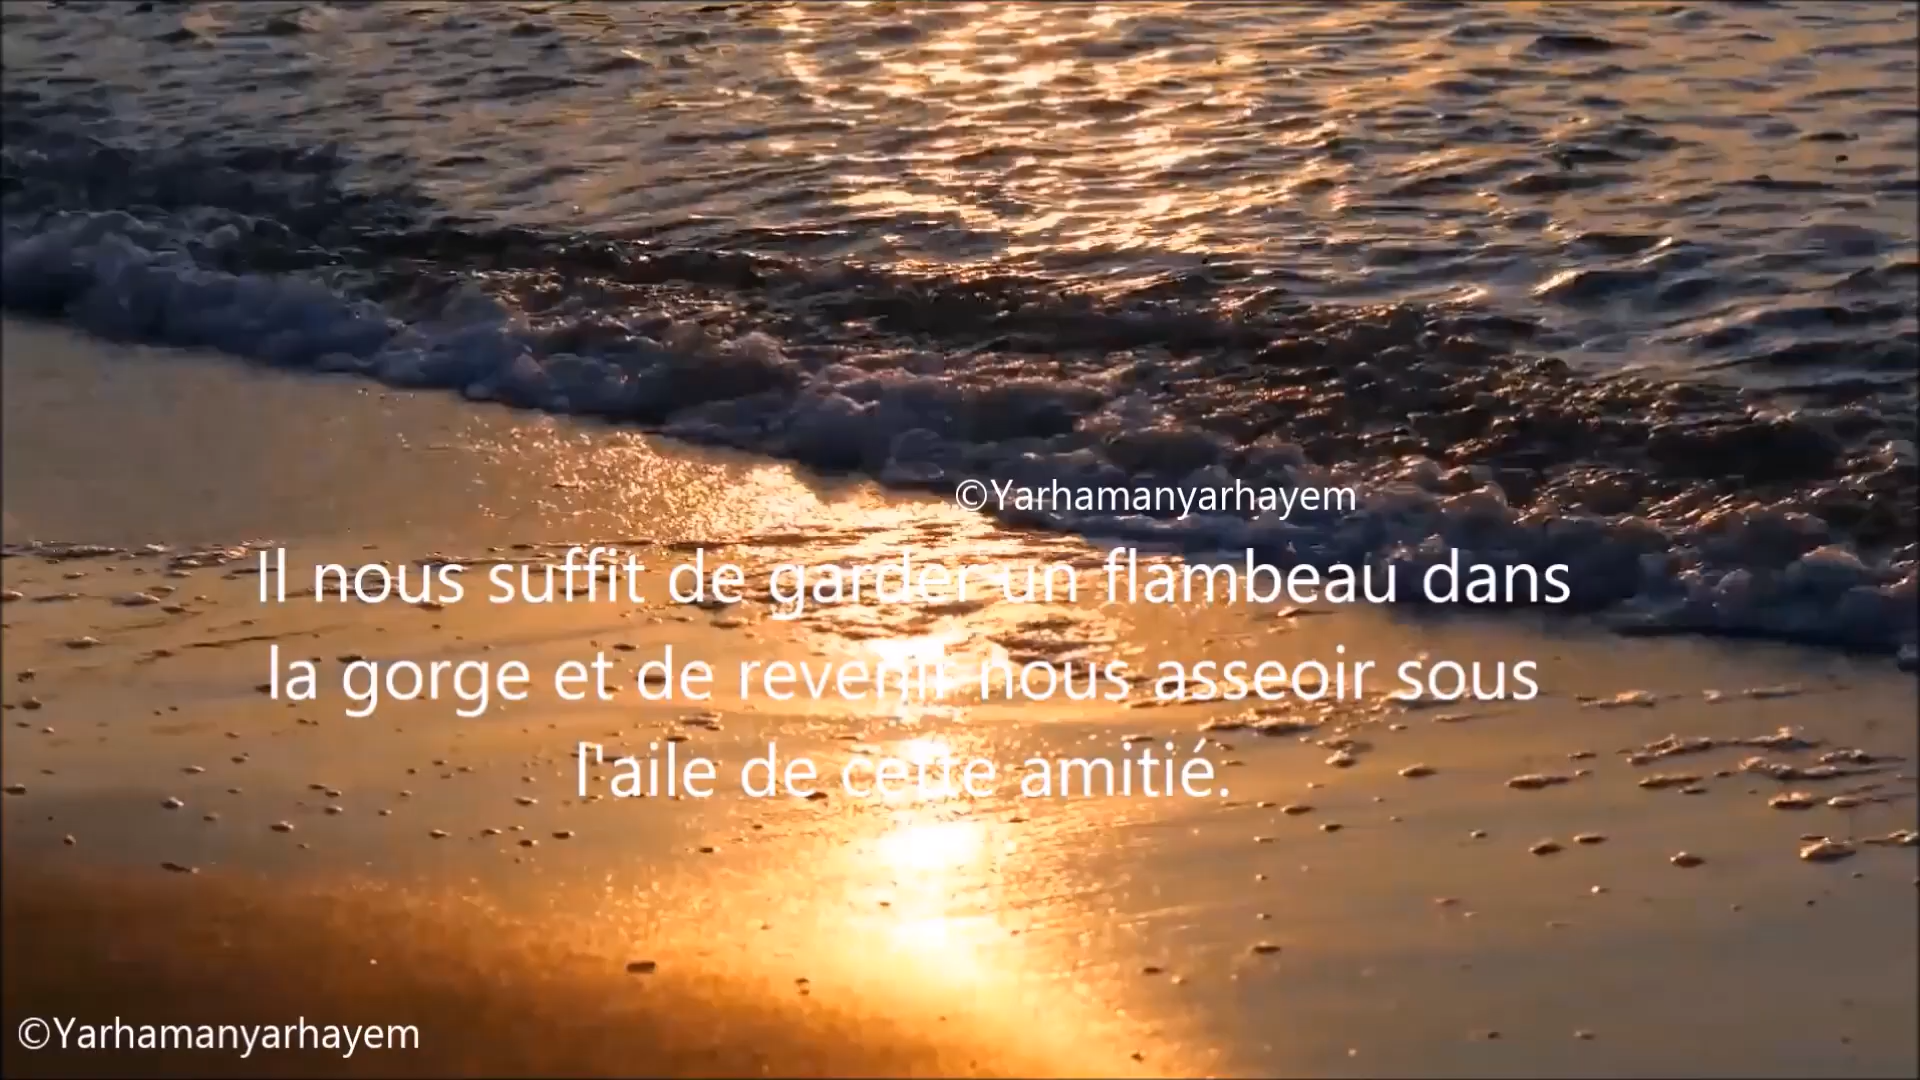 ©Yarhamanyarhayem
Il nous suffit de garder un flambeau dans
la gorge et de revenir nous asseoir sous
l'aile de cette amitié.
©Yarhamanyarhayem